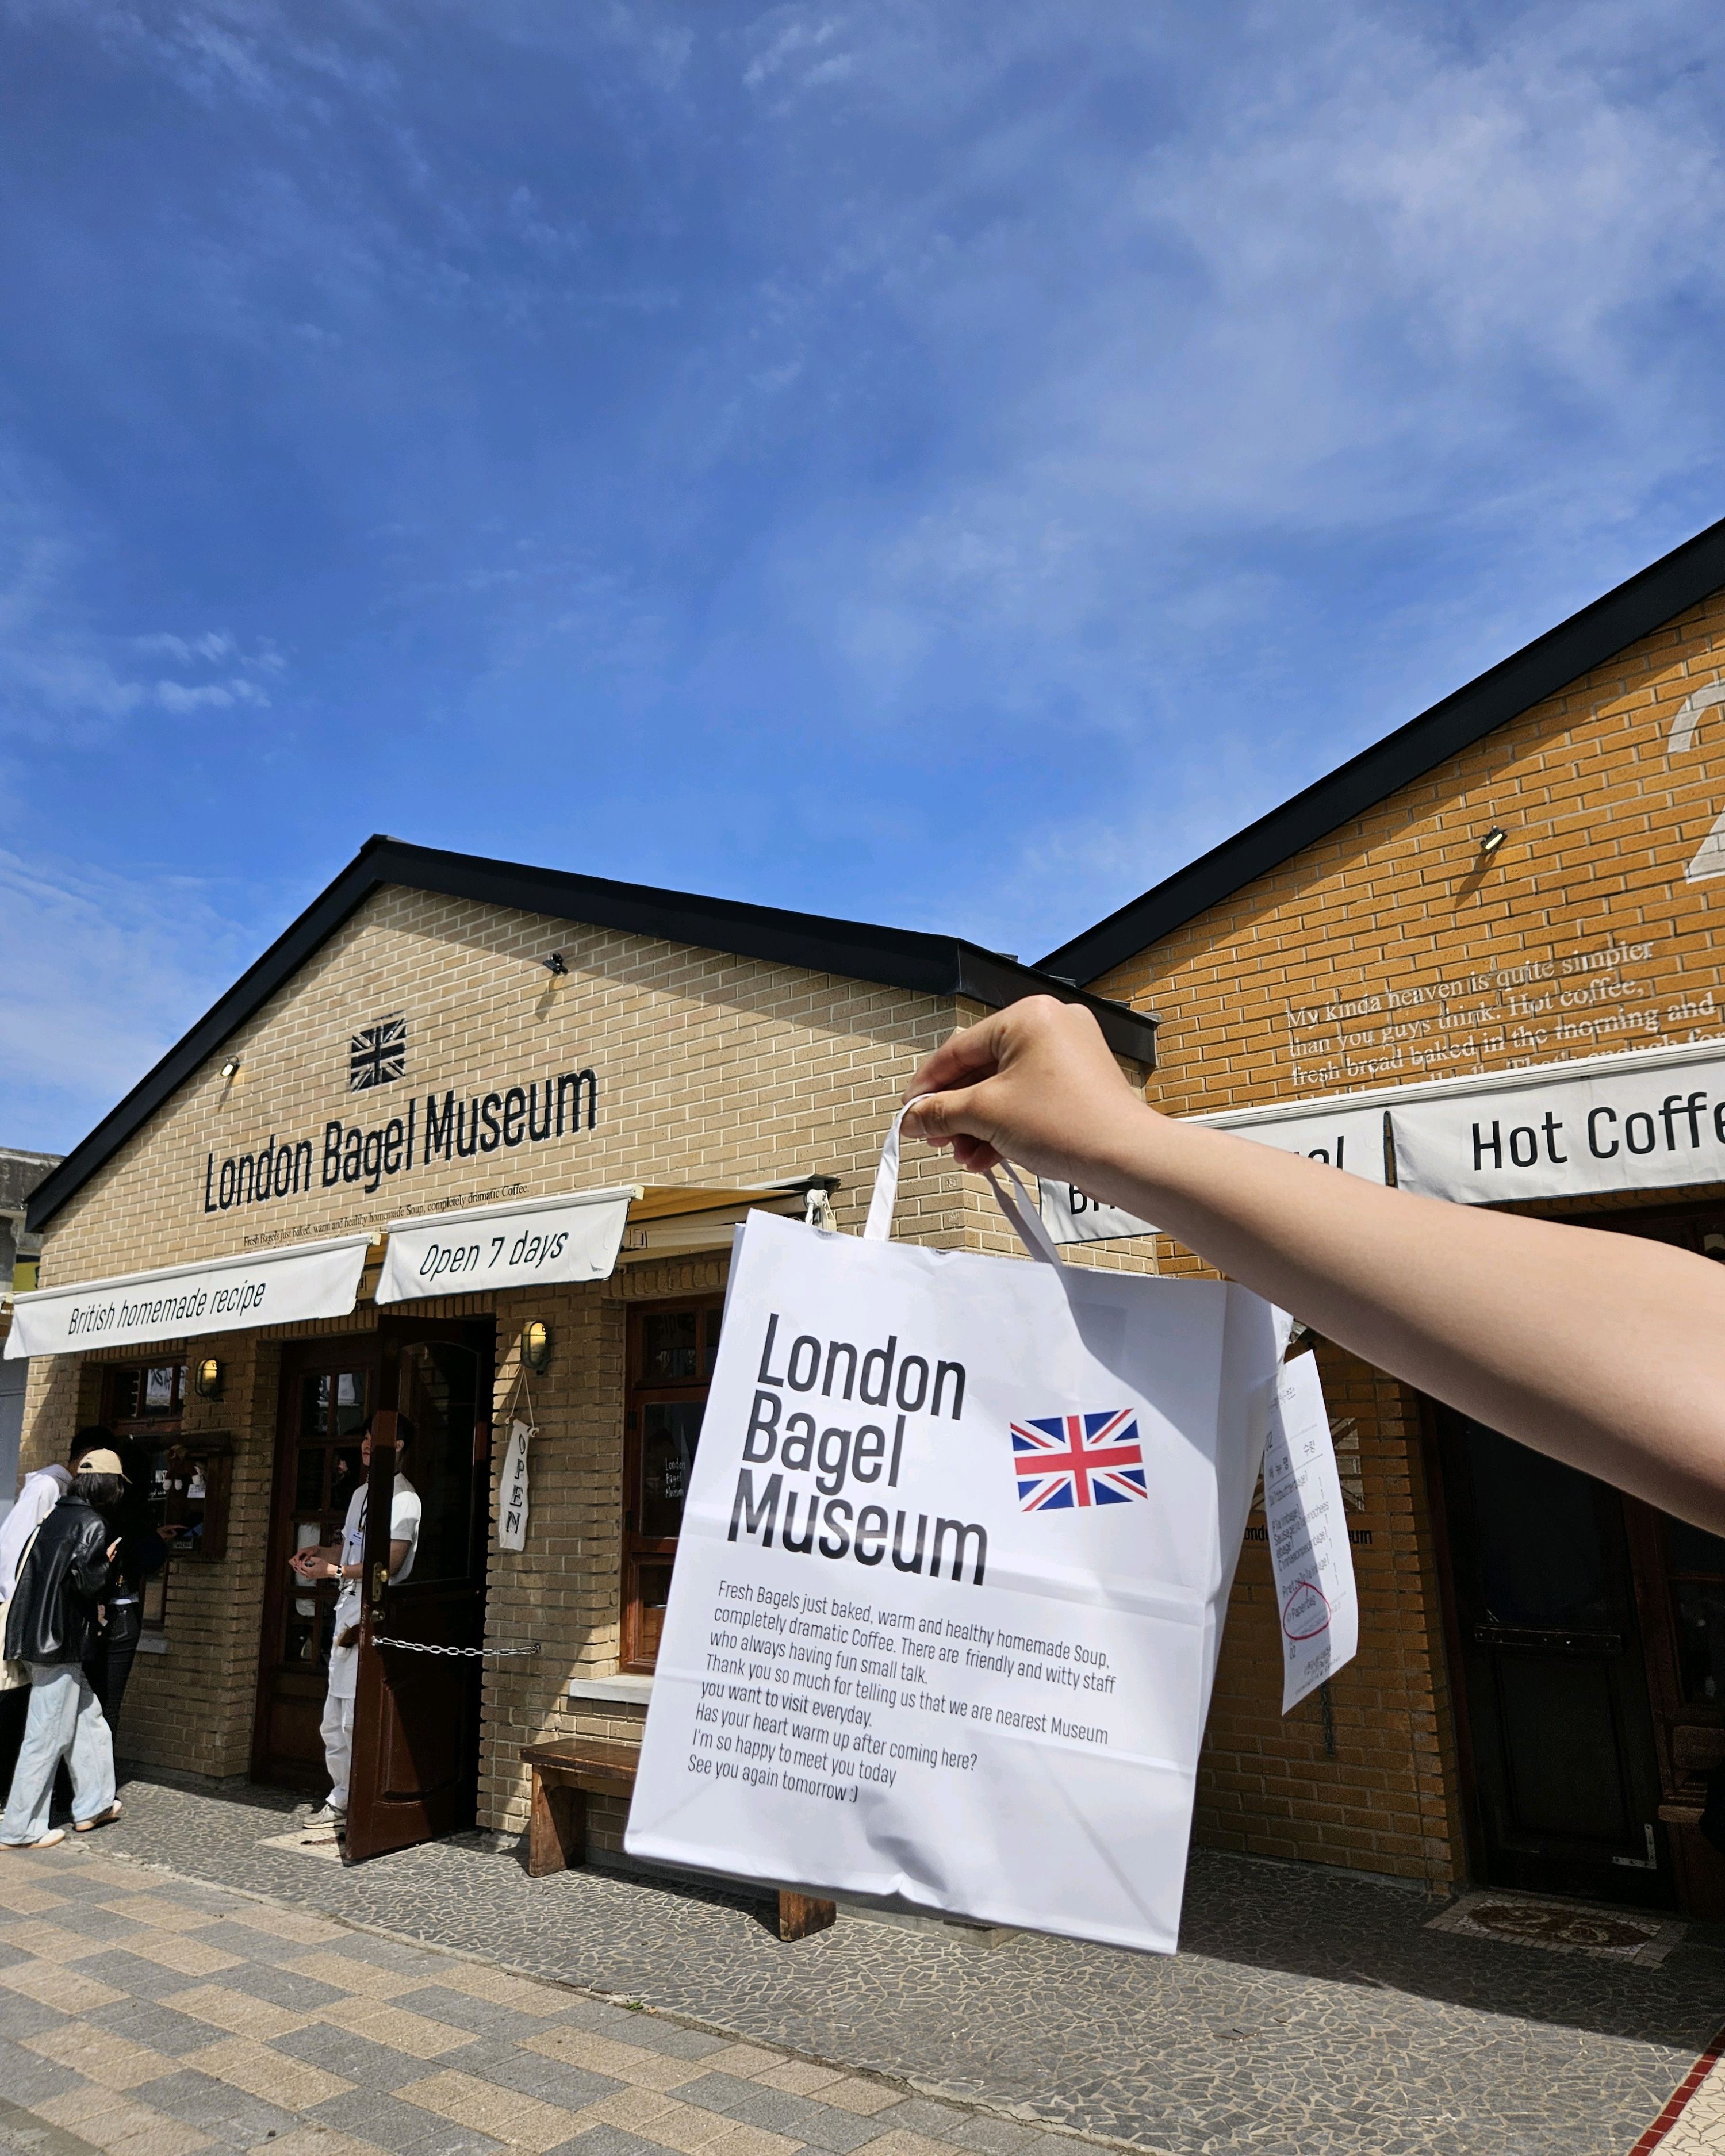 London Bagel Museum
Fresh Bagels just baked, warm and healthy homemade Soup, completely dramatic Coffee.
British homemade recipe
Open 7 days
OPEN
My kinda heaven is quite simpler
than you guys think. Hot coffee,
fresh bread baked in the morning and
Hot Coffe
London
Bagel
Museum
Fresh Bagels just baked, warm and healthy homemade Soup,
completely dramatic Coffee. There are friendly and witty staff
who always having fun small talk.
Thank you so much for telling us that we are nearest Museum
you want to visit everyday.
Has your heart warm up after coming here?
I'm so happy to meet you today
See you again tomorrow :)
London
Bagel
Museum
수량